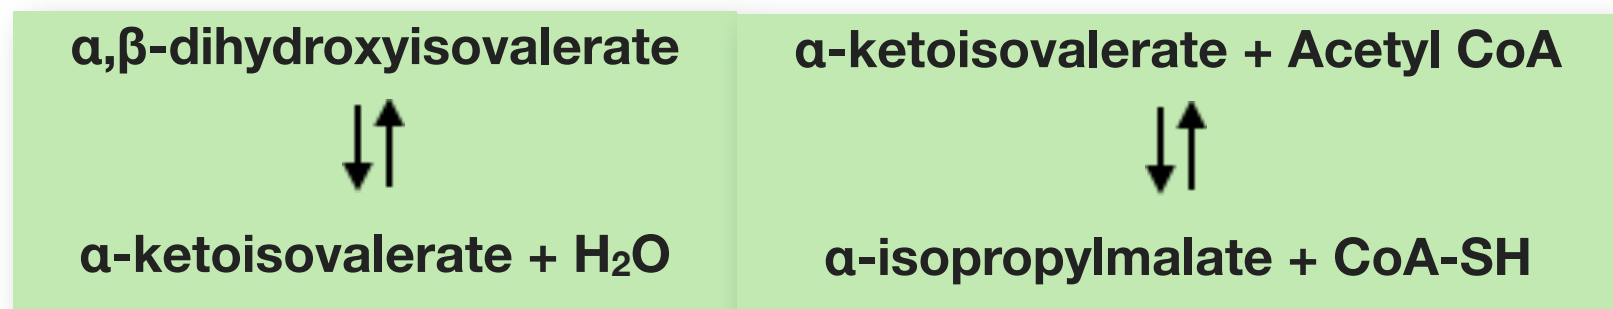 α,β-dihydroxyisovalerate
α-ketoisovalerate + H₂O
α-ketoisovalerate + Acetyl CoA
α-isopropylmalate + CoA-SH